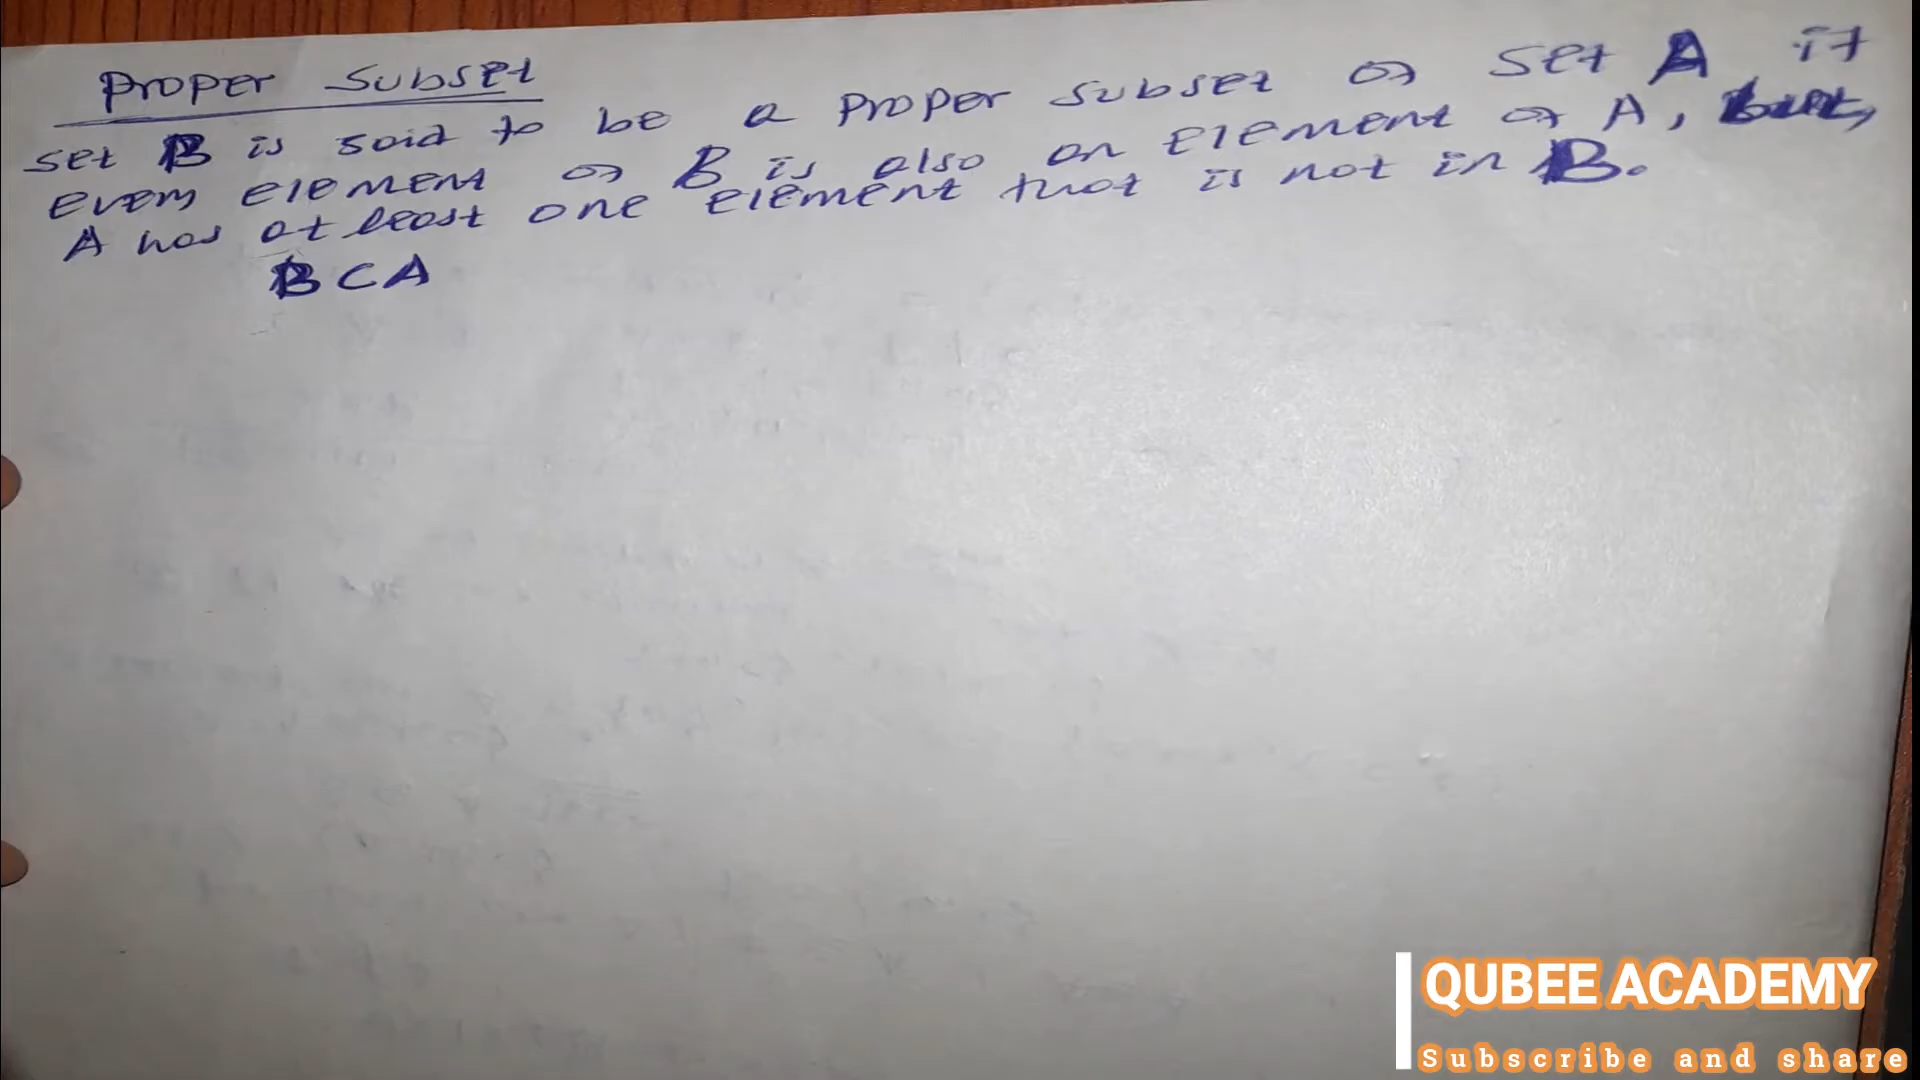 Proper Subset
Set B is said to be a proper subset of set A if
every element of B is also an element of A, but,
A has at least one element that is not in B.
B⊂A
QUBEE ACADEMY
Subscribe and share